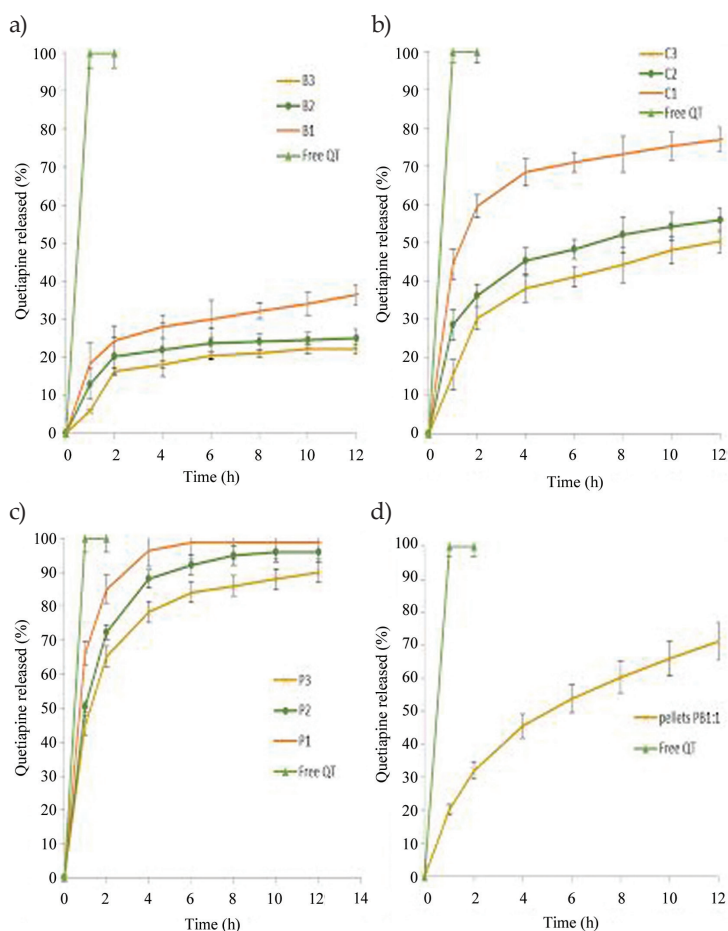 a)
100
90
80
70
60
50
40
30
20
10
0
Quetiapine released (%)
B3
B2
B1
Free QT
0 2 4 6 8 10 12
Time (h)
b)
100
90
80
70
60
50
40
30
20
10
0
Quetiapine released (%)
C3
C2
C1
Free QT
0 2 4 6 8 10 12
Time (h)
c)
100
90
80
70
60
50
40
30
20
10
0
Quetiapine released (%)
P3
P2
P1
Free QT
0 2 4 6 8 10 12 14
Time (h)
d)
100
90
80
70
60
50
40
30
20
10
0
Quetiapine released (%)
pellets PB1:1
Free QT
0 2 4 6 8 10 12
Time (h)